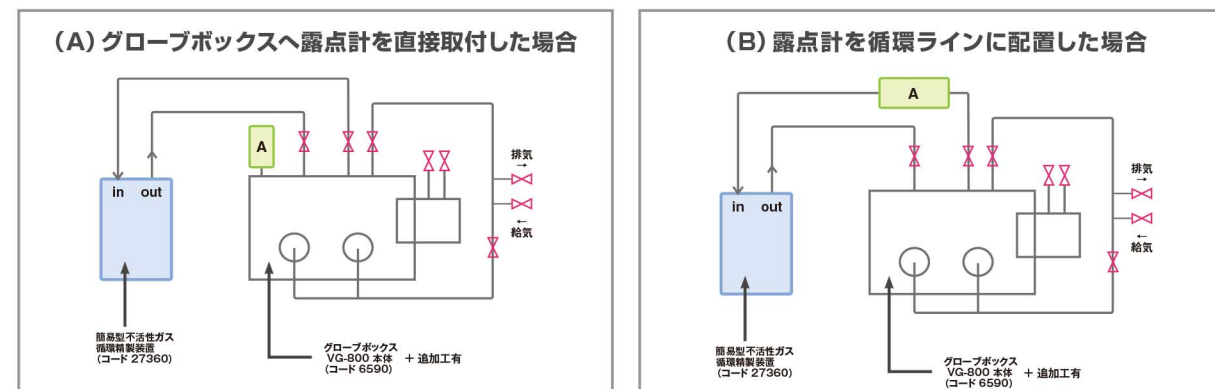 (A)グローブボックスへ露点計を直接取付した場合
A
in out
排気
→
←
給気
簡易型不活性ガス
循環精製装置
(コード 27360)
グローブボックス
VG-800 本体 + 追加工有
(コード 6590)
(B)露点計を循環ラインに配置した場合
A
in out
排気
→
←
給気
簡易型不活性ガス
循環精製装置
(コード 27360)
グローブボックス
VG-800 本体 + 追加工有
(コード 6590)